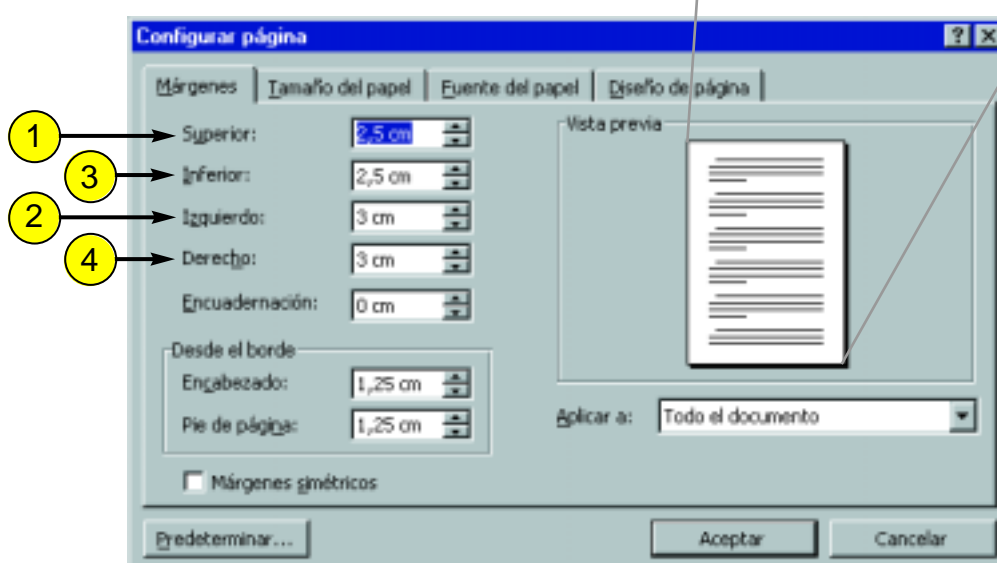 Configurar página
Márgenes Tamaño del papel Fuente del papel Diseño de página
1 Superior: 2,5 cm
3 Inferior: 2,5 cm
2 Izquierdo: 3 cm
4 Derecho: 3 cm
Encuadernación: 0 cm
Desde el borde
Encabezado: 1,25 cm
Pie de página: 1,25 cm
Márgenes simétricos
Vista previa
Aplicar a: Todo el documento
Predeterminar... Aceptar Cancelar